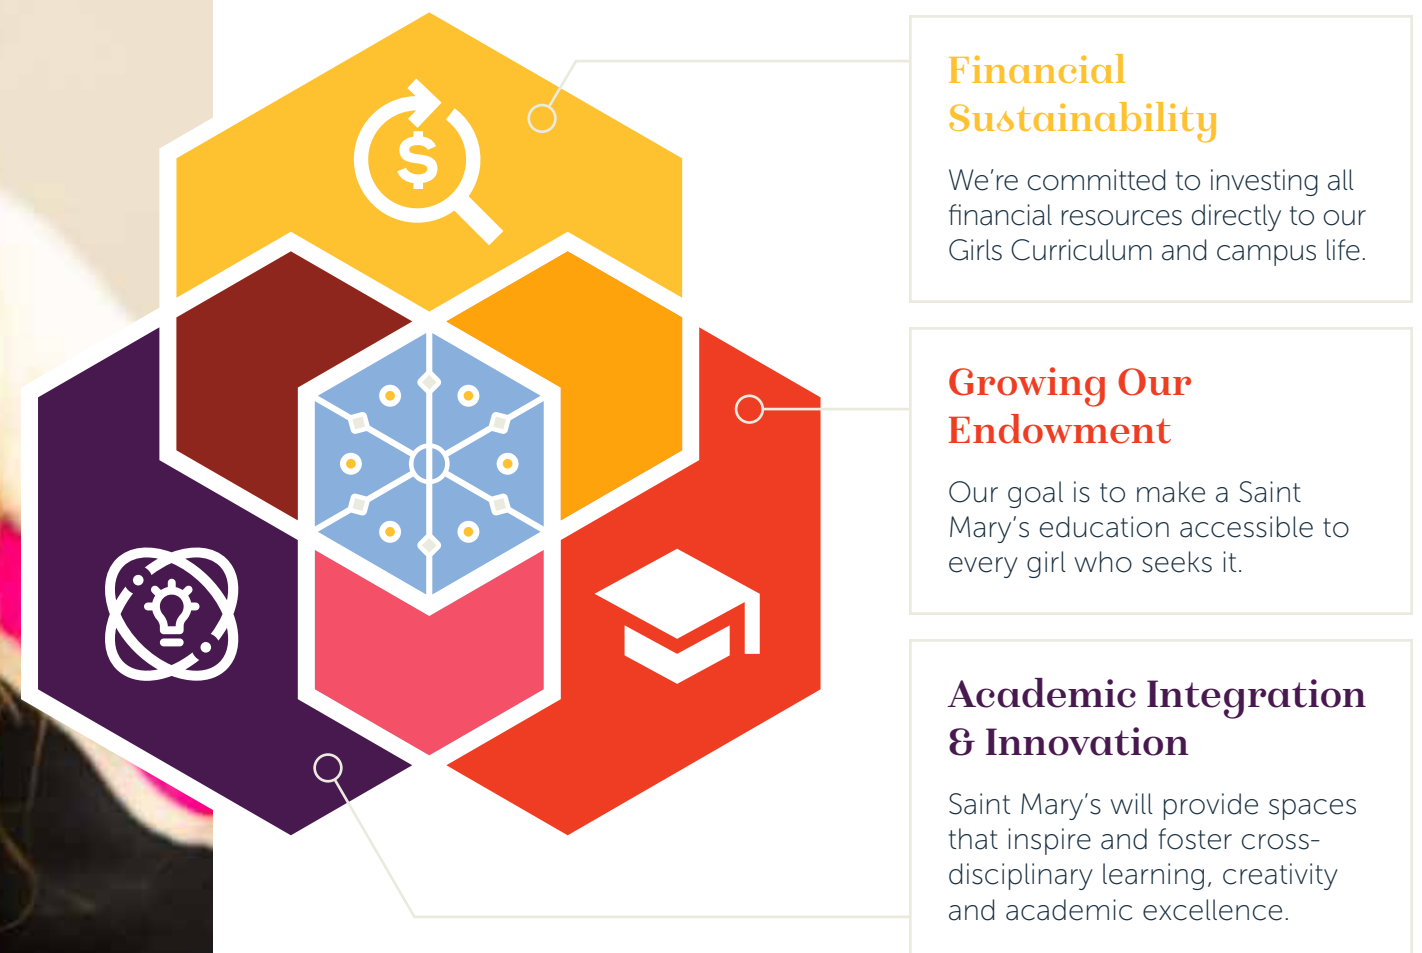 Financial
Sustainability
We’re committed to investing all
financial resources directly to our
Girls Curriculum and campus life.
Growing Our
Endowment
Our goal is to make a Saint
Mary’s education accessible to
every girl who seeks it.
Academic Integration
& Innovation
Saint Mary’s will provide spaces
that inspire and foster cross-
disciplinary learning, creativity
and academic excellence.
$